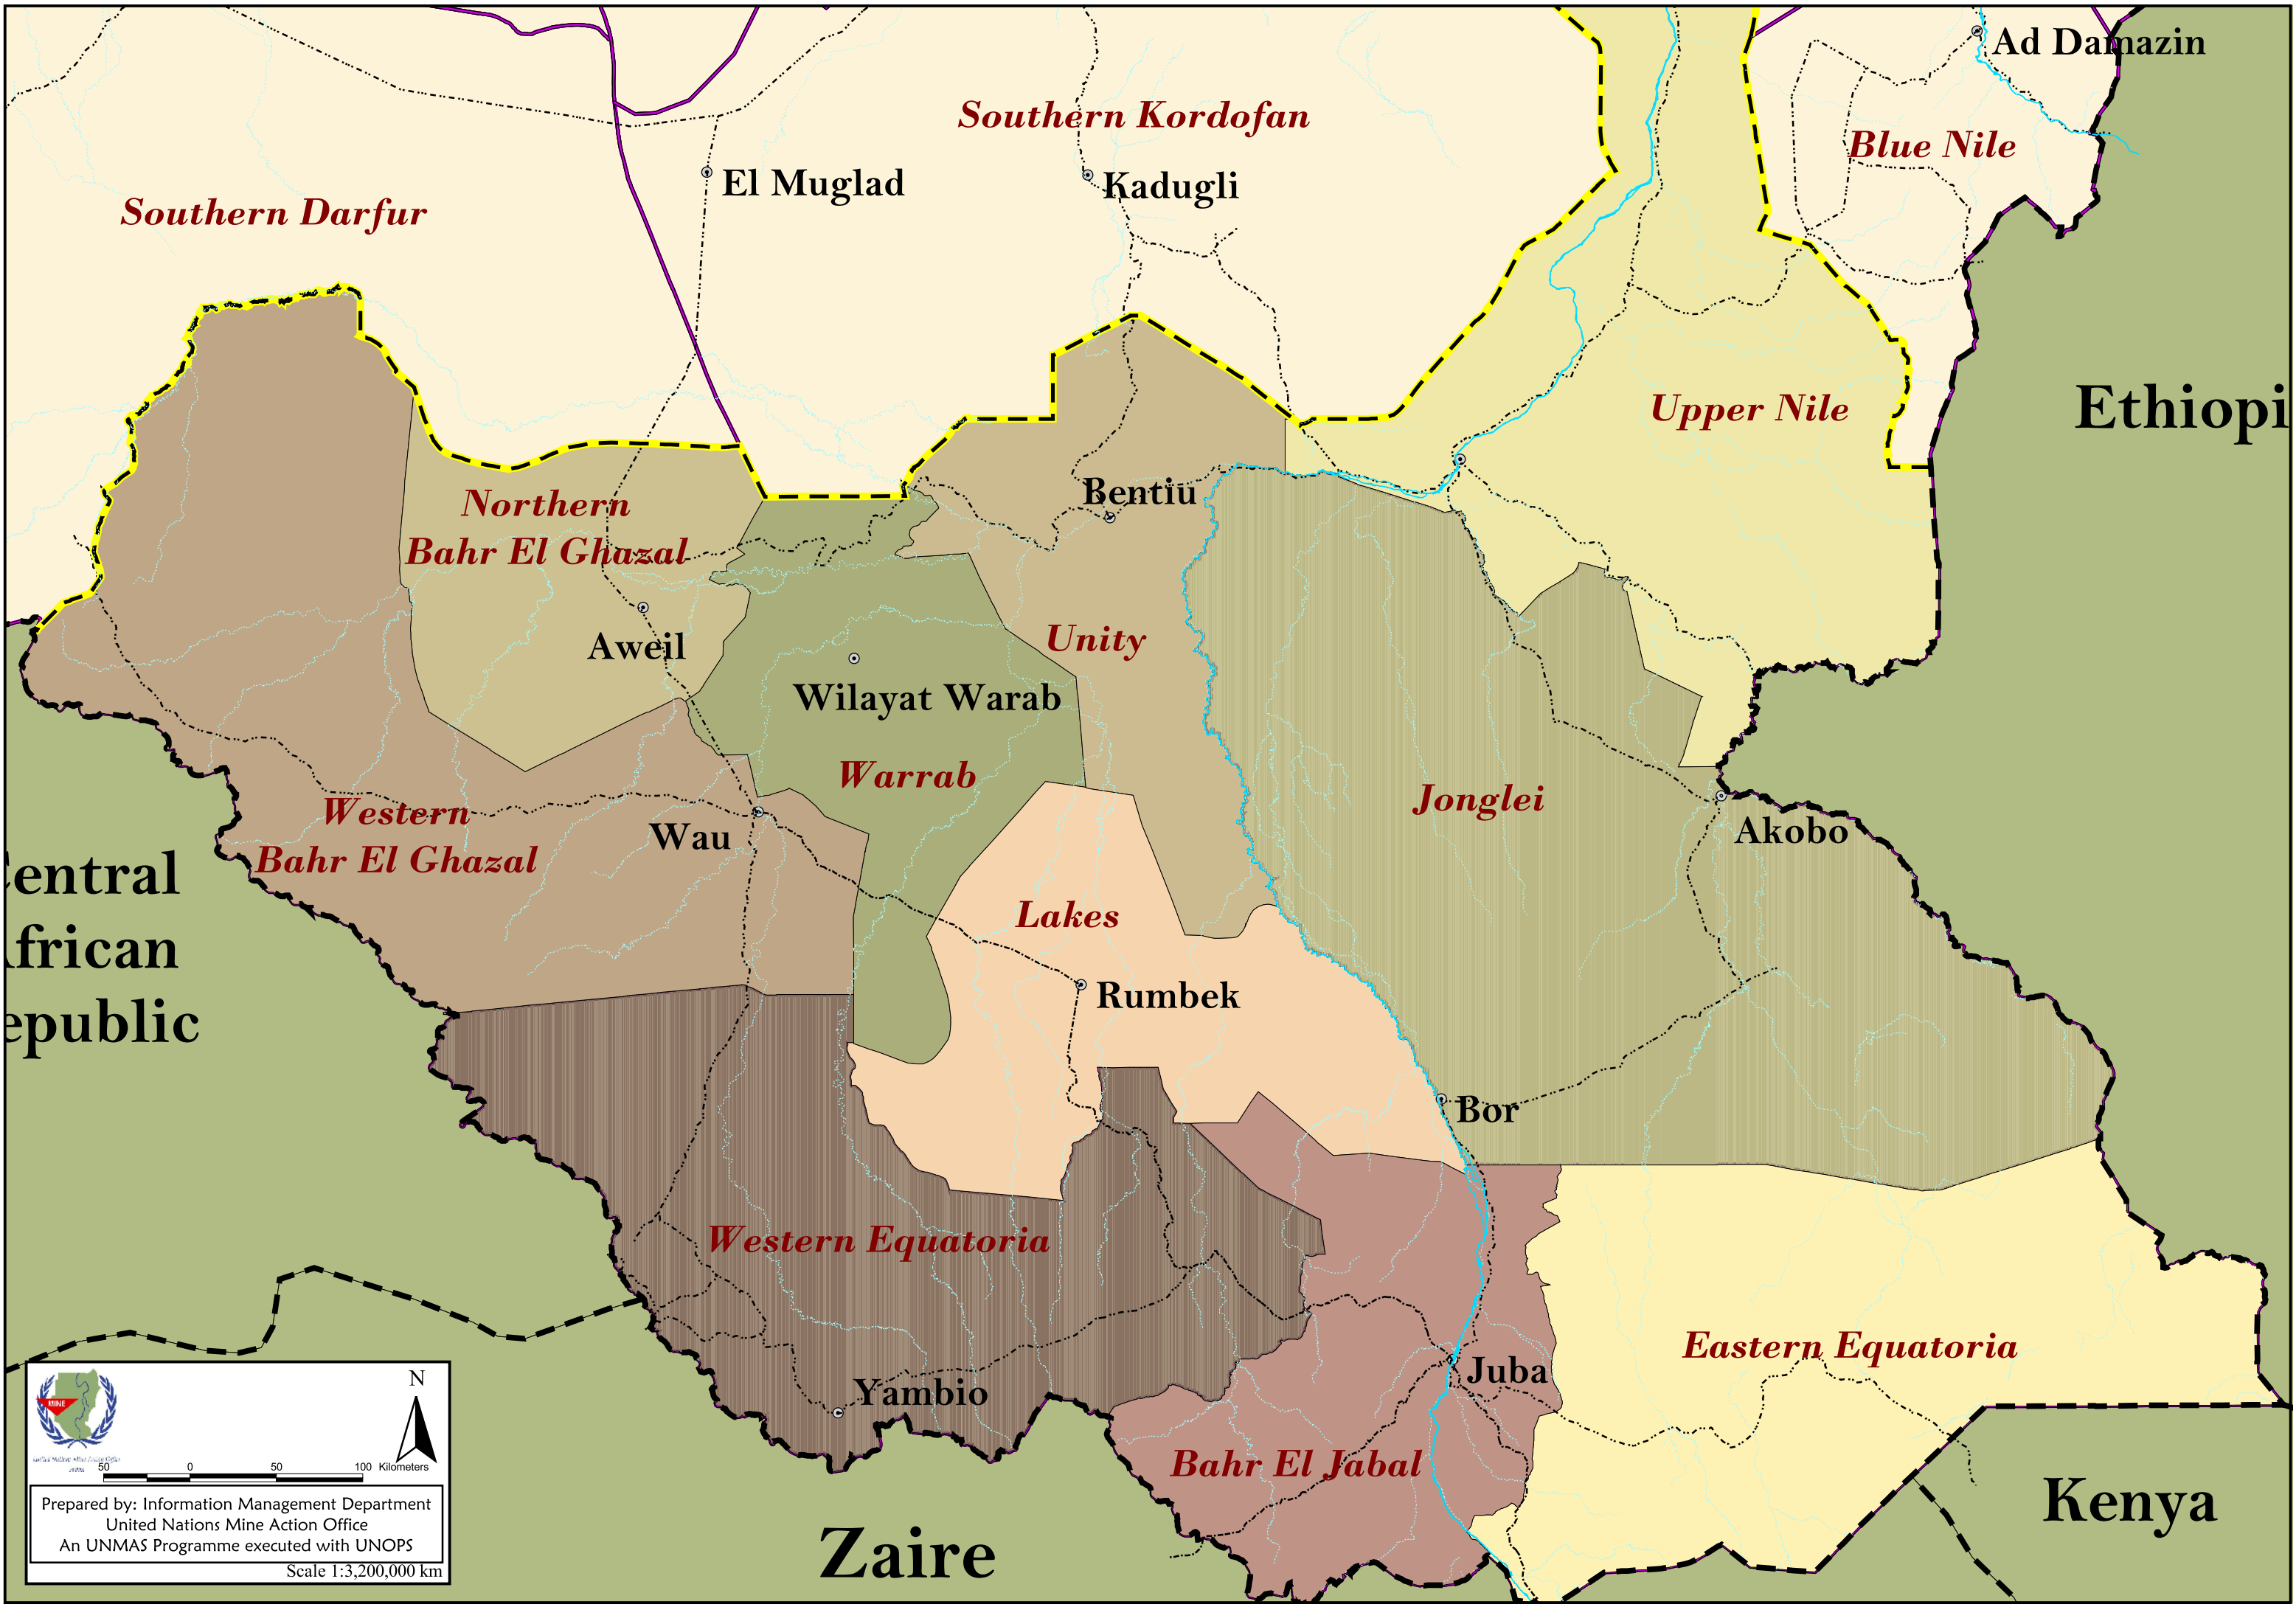 Ad Damazin
Southern Kordofan
Blue Nile
El Muglad
Kadugli
Southern Darfur
Ethiopi
Upper Nile
Bentiu
Northern
Bahr El Ghazal
Aweil
Unity
Wilayat Warab
Warrab
Jonglei
Western
Bahr El Ghazal
Wau
Akobo
entral
frican
epublic
Lakes
Rumbek
Bor
Western Equatoria
Eastern Equatoria
Juba
Yambio
Bahr El Jabal
Kenya
Zaire
N
MINE
50 0 50 100 Kilometers
Prepared by: Information Management Department
United Nations Mine Action Office
An UNMAS Programme executed with UNOPS
Scale 1:3,200,000 km